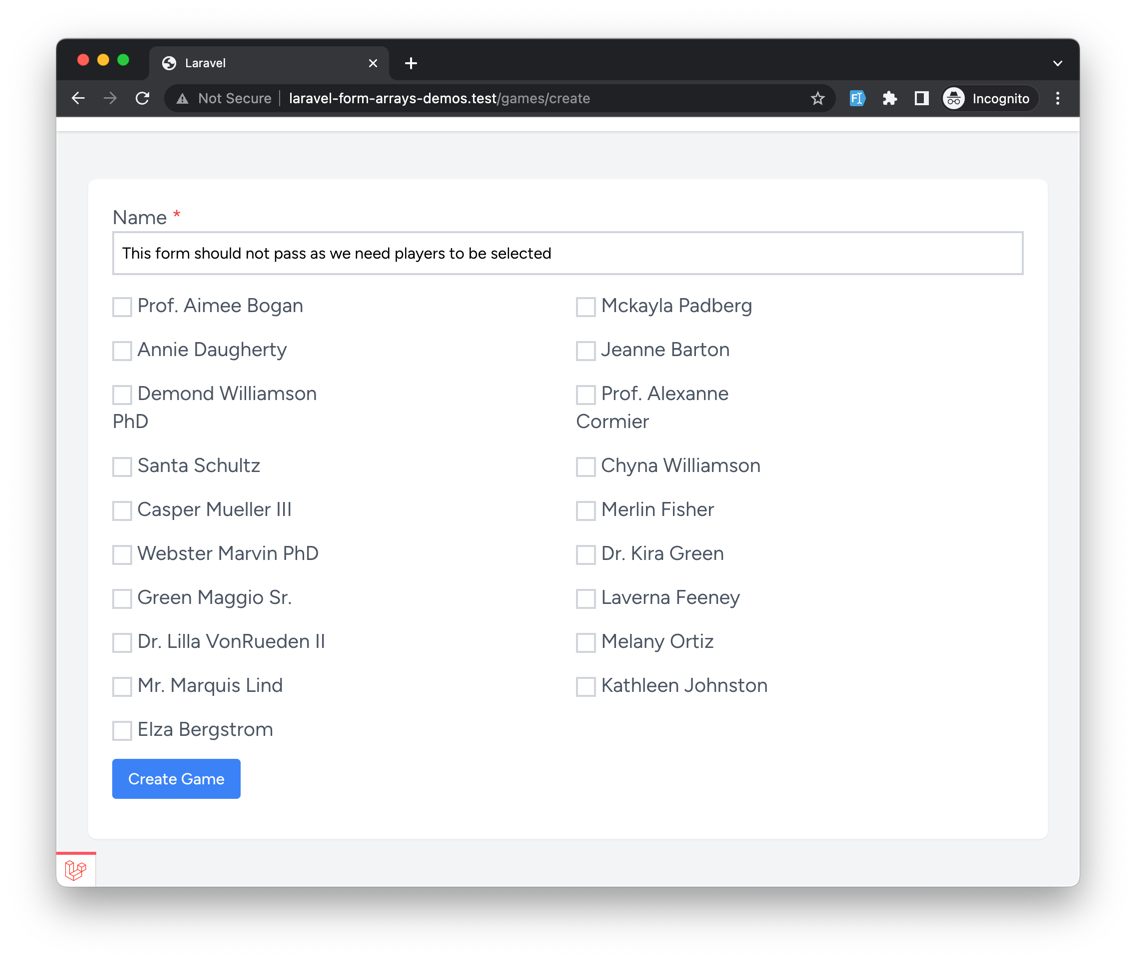 Laravel
Not Secure laravel-form-arrays-demos.test/games/create Incognito
Name *
This form should not pass as we need players to be selected
Prof. Aimee Bogan
Mckayla Padberg
Annie Daugherty
Jeanne Barton
Demond Williamson
PhD
Prof. Alexanne
Cormier
Santa Schultz
Chyna Williamson
Casper Mueller III
Merlin Fisher
Webster Marvin PhD
Dr. Kira Green
Green Maggio Sr.
Laverna Feeney
Dr. Lilla VonRueden II
Melany Ortiz
Mr. Marquis Lind
Kathleen Johnston
Elza Bergstrom
Create Game